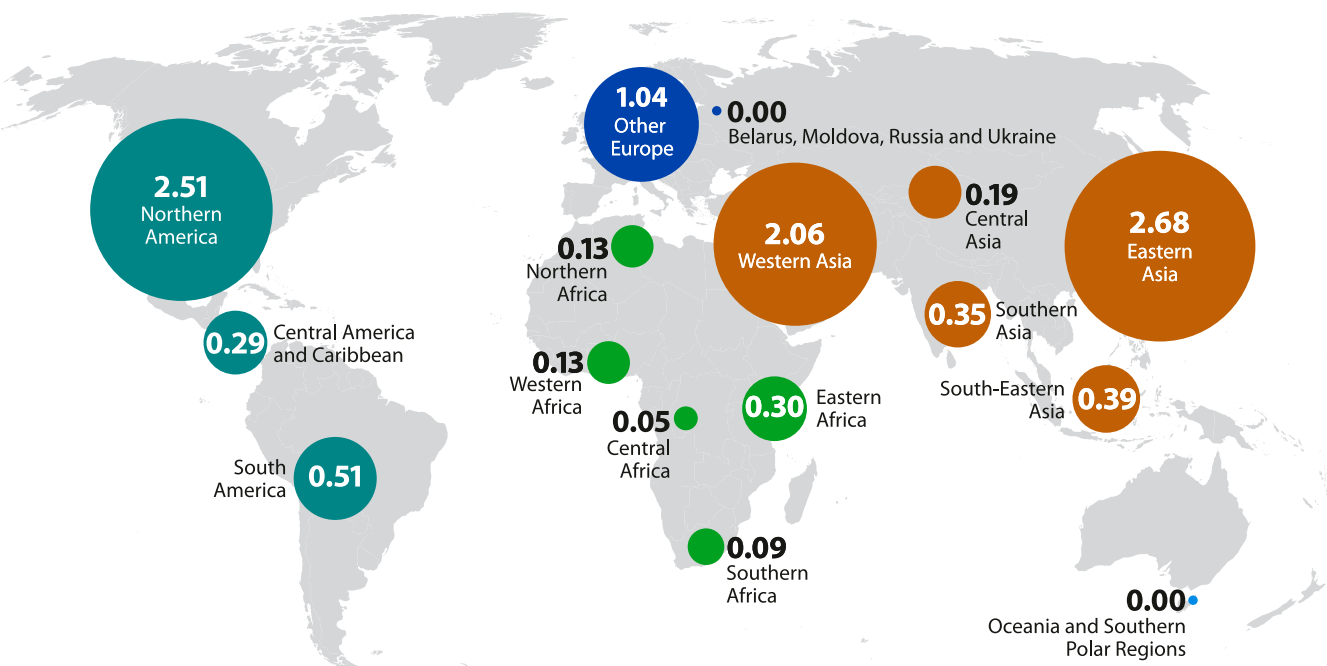 1.04
Other
Europe
0.00
Belarus, Moldova, Russia and Ukraine
2.51
Northern
America
2.06
Western Asia
0.19
Central
Asia
2.68
Eastern
Asia
0.13
Northern
Africa
0.29
Central America
and Caribbean
0.35
Southern
Asia
0.13
Western
Africa
0.30
Eastern
Africa
South-Eastern
Asia
0.39
0.05
Central
Africa
South
America
0.51
0.09
Southern
Africa
0.00
Oceania and Southern
Polar Regions